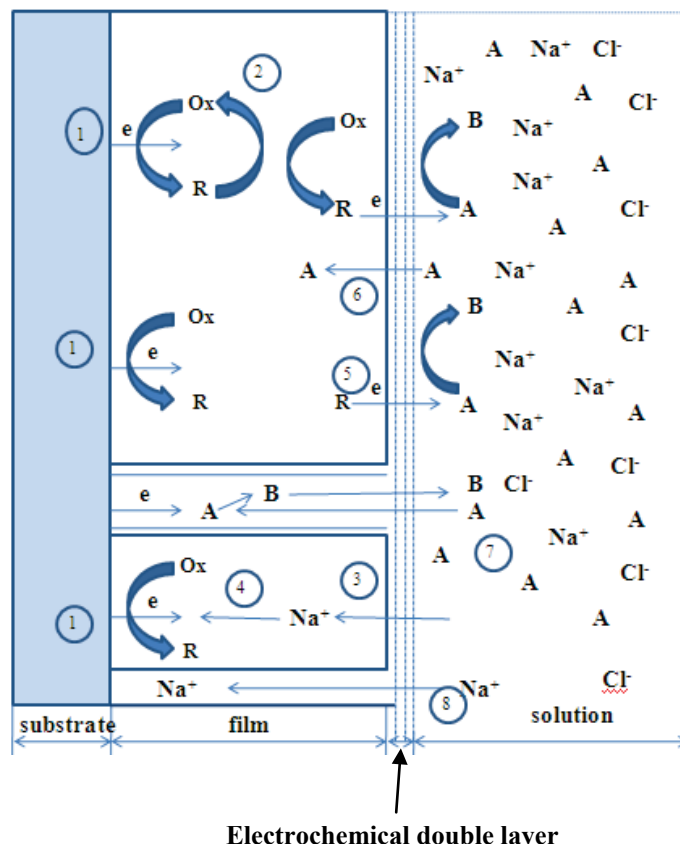 A Na⁺ Cl⁻
Na⁺
2
A Cl⁻
Ox Ox B Na⁺
1 e
A
R Na⁺
R e A Cl⁻
A
A A Na⁺
A
6
B A
Ox Cl⁻
1 e
Na⁺
5
Na⁺
R R e A A
Na⁺
A Cl⁻
e B B Cl⁻
A A A
Na⁺
A 7
Ox Cl⁻
4 3 A
e
1 Na⁺ A
R
Na⁺ Na⁺ Cl⁻
8
substrate film solution
Electrochemical double layer